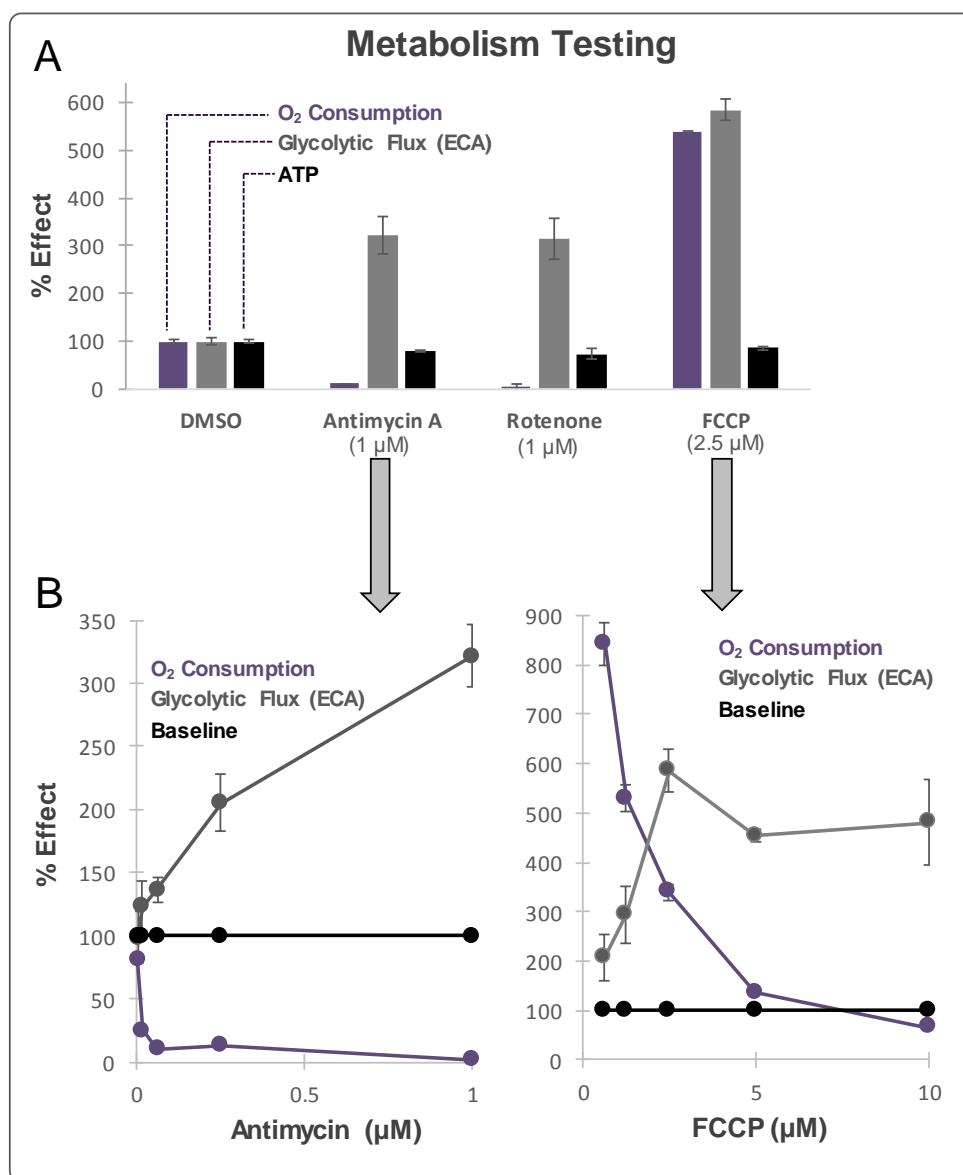 Metabolism Testing
A
% Effect
600
500
400
300
200
100
0
O₂ Consumption
Glycolytic Flux (ECA)
ATP
DMSO
Antimycin A
(1 µM)
Rotenone
(1 µM)
FCCP
(2.5 µM)
B
% Effect
350
300
250
200
150
100
50
0
O₂ Consumption
Glycolytic Flux (ECA)
Baseline
0 0.5 1
Antimycin (µM)
900
800
700
600
500
400
300
200
100
0
O₂ Consumption
Glycolytic Flux (ECA)
Baseline
0 5 10
FCCP (µM)